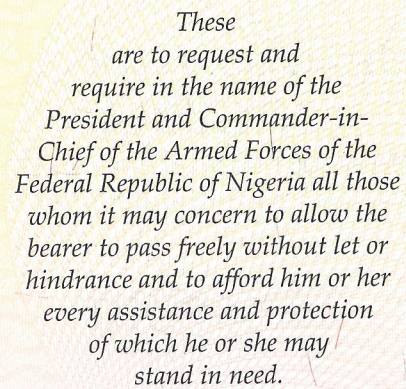 These
are to request and
require in the name of the
President and Commander-in-
Chief of the Armed Forces of the
Federal Republic of Nigeria all those
whom it may concern to allow the
bearer to pass freely without let or
hindrance and to afford him or her
every assistance and protection
of which he or she may
stand in need.